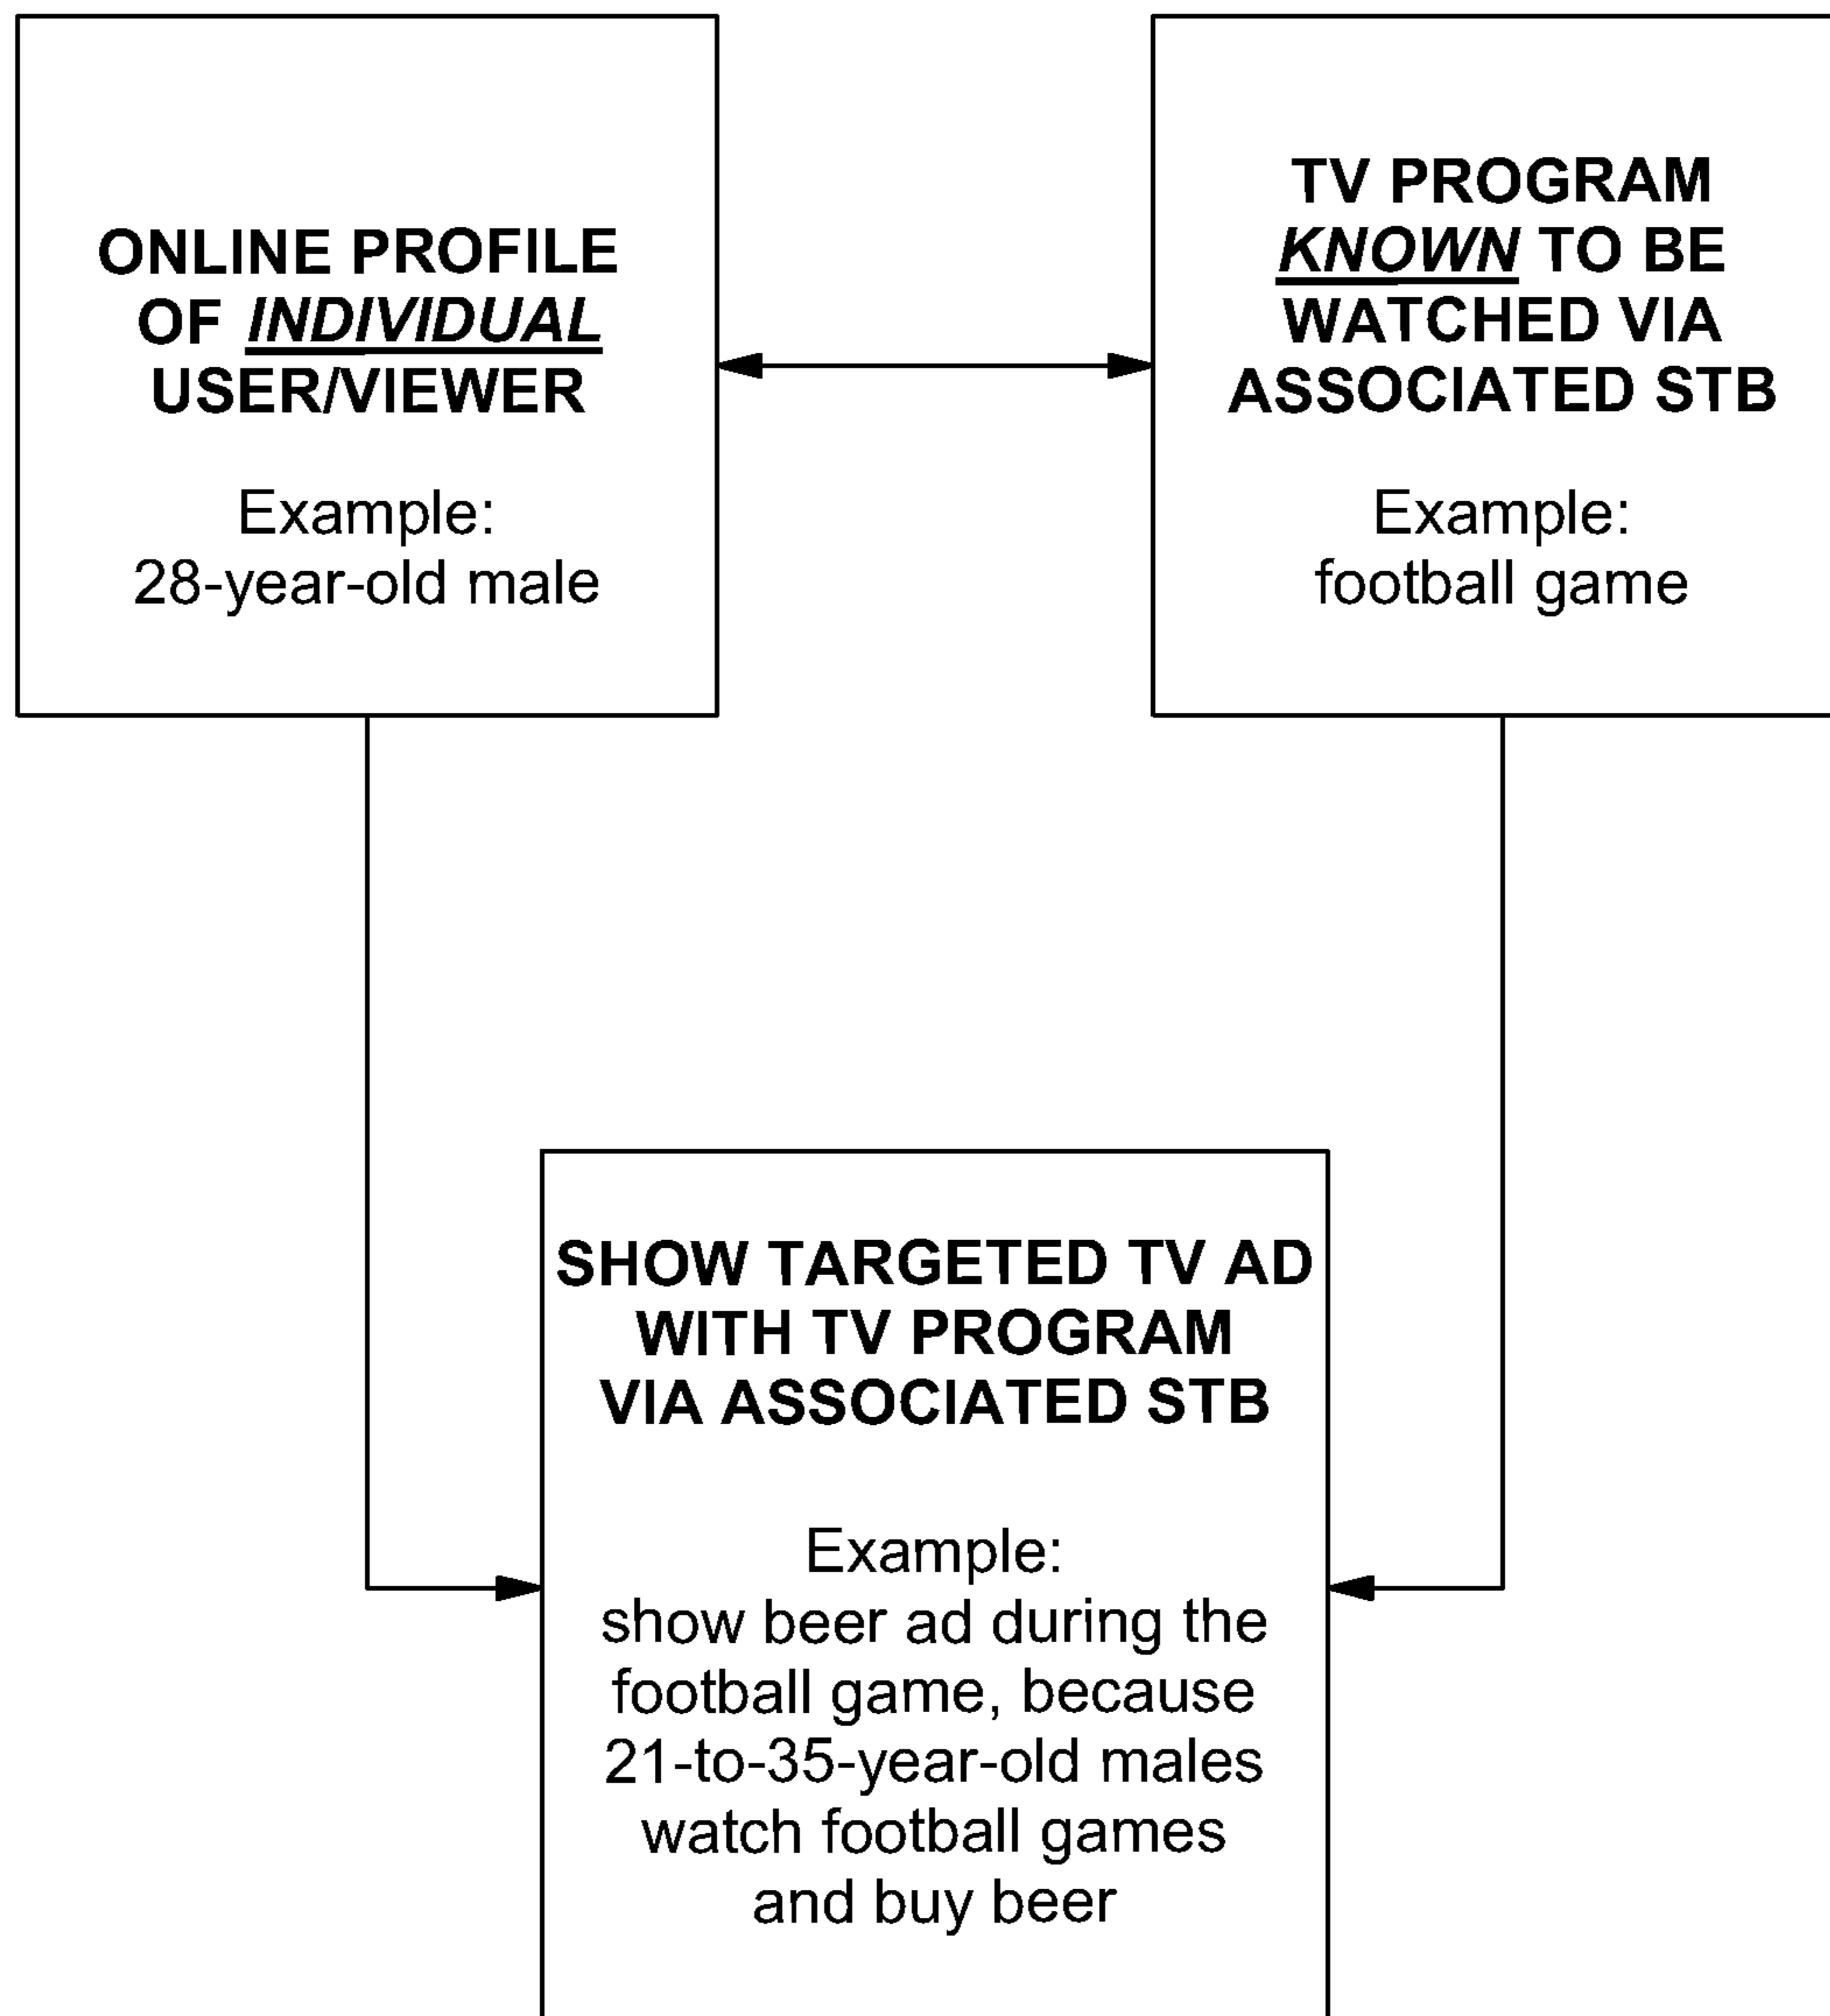 ONLINE PROFILE
OF INDIVIDUAL
USER/VIEWER
Example:
28-year-old male
TV PROGRAM
KNOWN TO BE
WATCHED VIA
ASSOCIATED STB
Example:
football game
SHOW TARGETED TV AD
WITH TV PROGRAM
VIA ASSOCIATED STB
Example:
show beer ad during the
football game, because
21-to-35-year-old males
watch football games
and buy beer